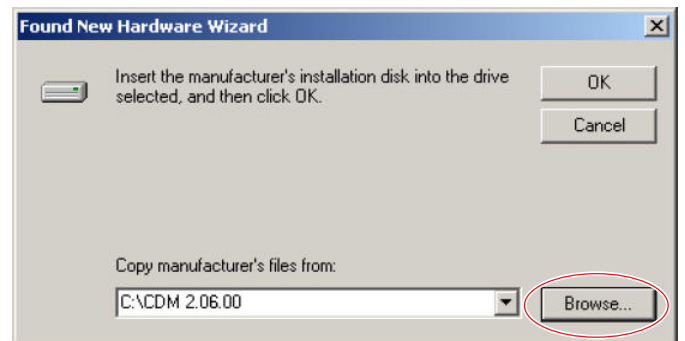 Found New Hardware Wizard
Insert the manufacturer's installation disk into the drive
selected, and then click OK.
OK
Cancel
Copy manufacturer's files from:
C:\CDM 2.06.00
Browse...